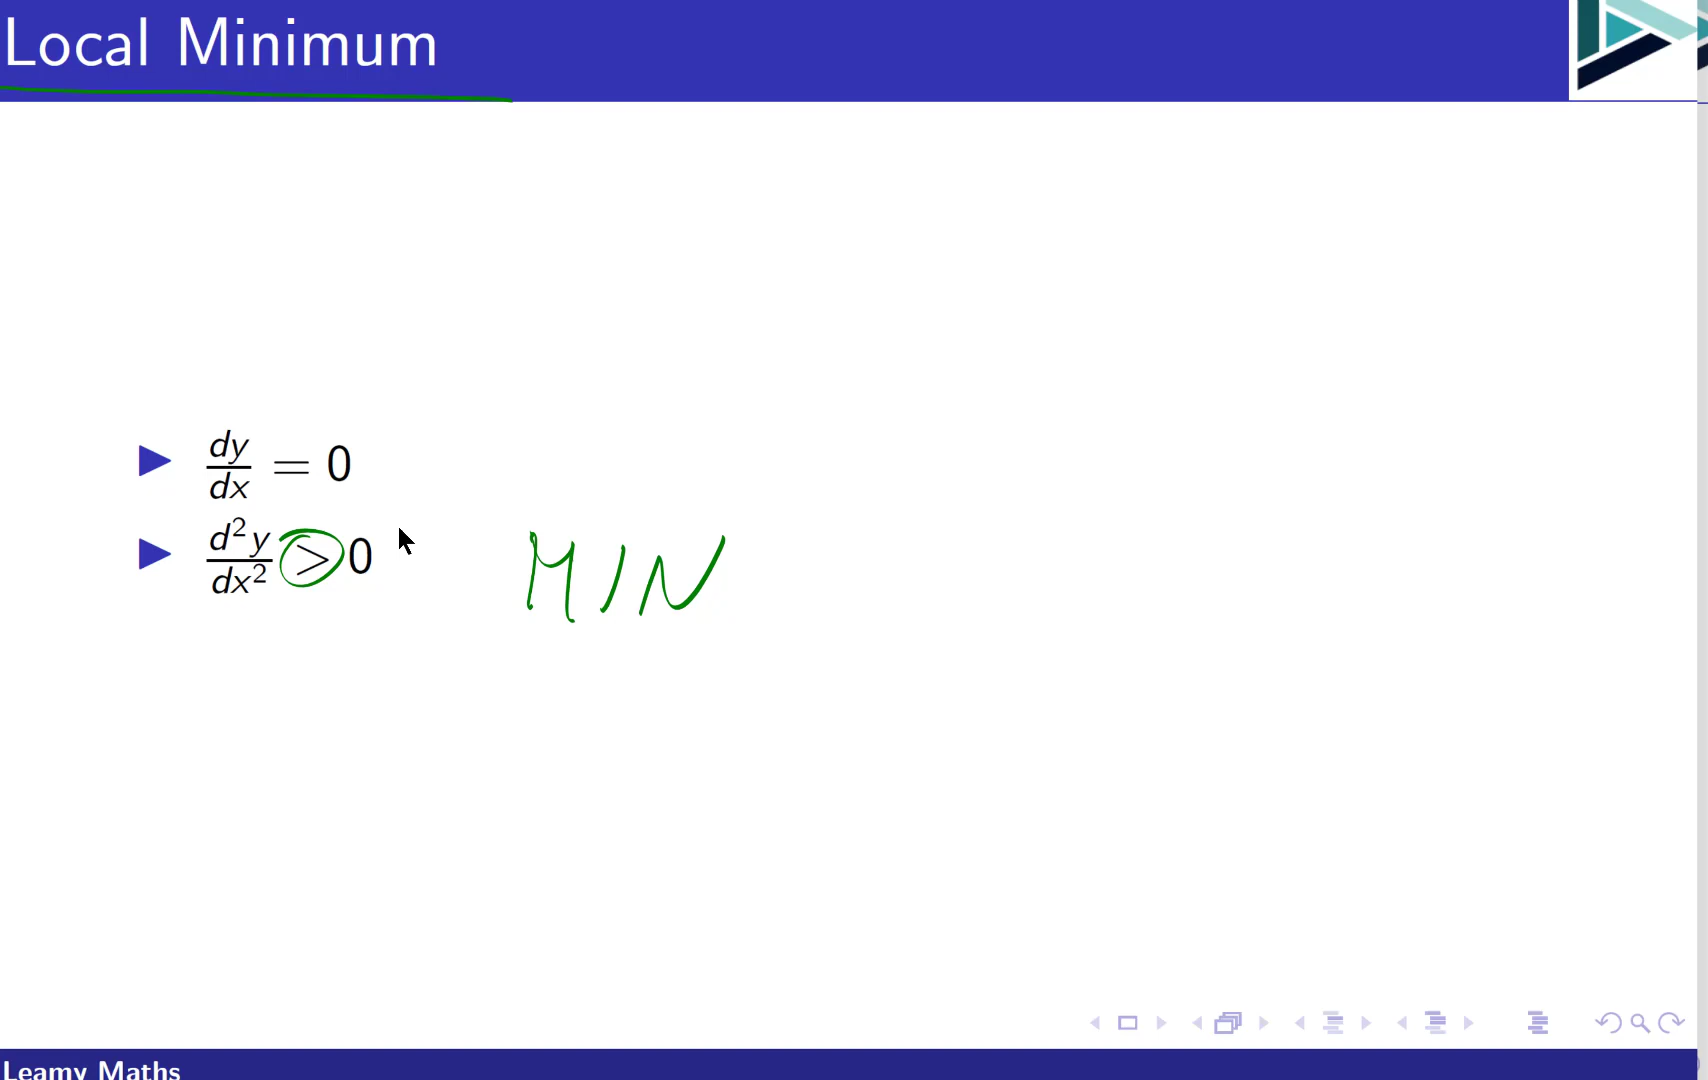 Local Minimum
dy/dx = 0
d²y/dx² > 0 MIN
Leamy Maths